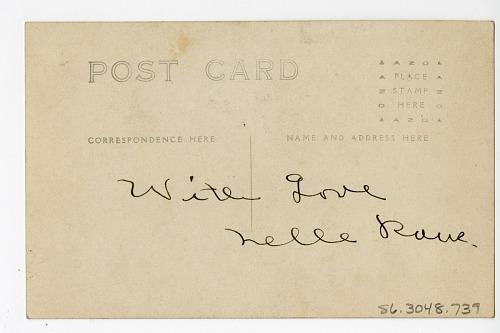 POST CARD
AZO
PLACE
STAMP
HERE
AZO
CORRESPONDENCE HERE
NAME AND ADDRESS HERE
With Love
Nelle
86.3048.739